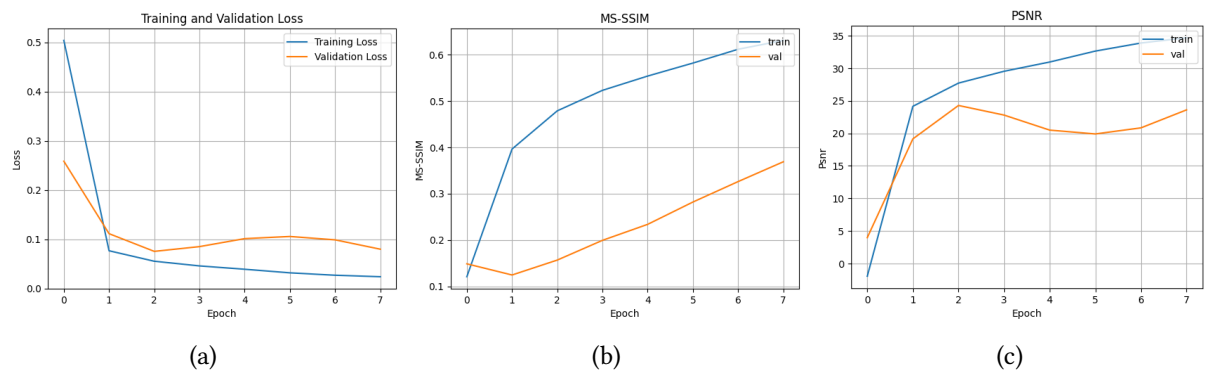 Training and Validation Loss
Training Loss
Validation Loss
0.5
0.4
0.3
0.2
0.1
0.0
Loss
0 1 2 3 4 5 6 7
Epoch
(a)
MS-SSIM
train
val
0.6
0.5
0.4
0.3
0.2
0.1
MS-SSIM
0 1 2 3 4 5 6 7
Epoch
(b)
PSNR
train
val
35
30
25
20
15
10
5
0
Psnr
0 1 2 3 4 5 6 7
Epoch
(c)